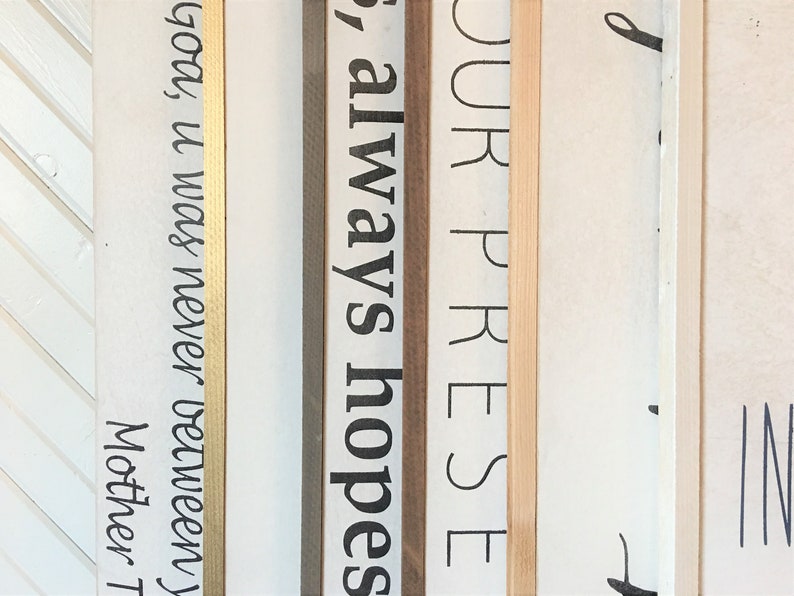 God, it was never between y
Mother T
, always hopes
OUR PRESE
IN